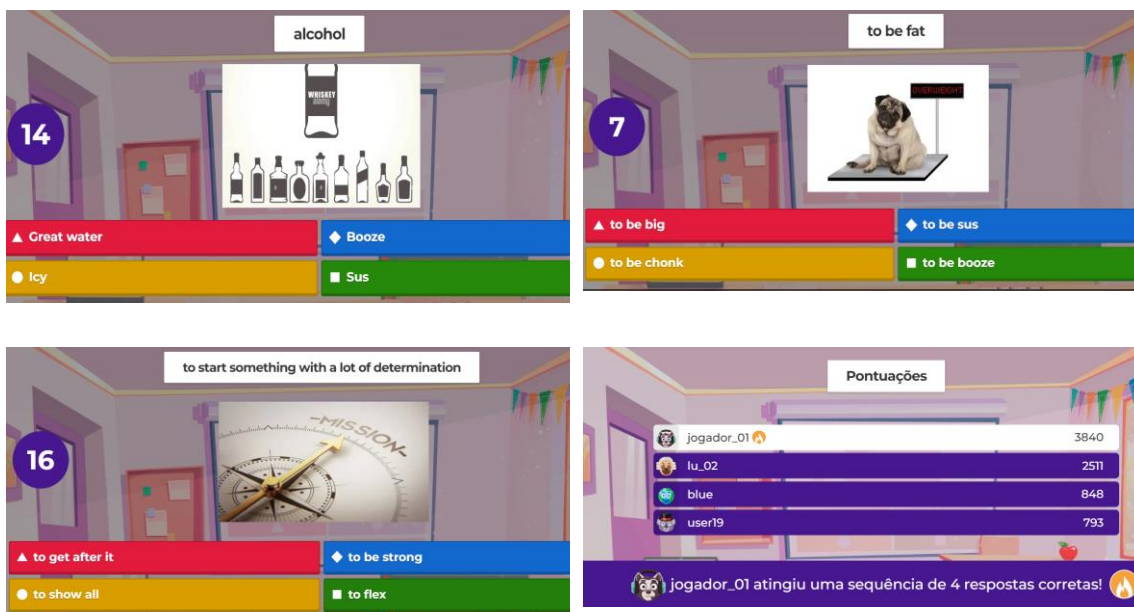 alcohol
14
WHISKEY
▲ Great water
◆ Booze
● Icy
■ Sus
to be fat
7
OVERWEIGHT
▲ to be big
◆ to be sus
● to be chonk
■ to be booze
to start something with a lot of determination
16
-MISSION-
▲ to get after it
◆ to be strong
● to show all
■ to flex
Pontuações
jogador_01 3840
lu_02 2511
blue 848
user19 793
jogador_01 atingiu uma sequência de 4 respostas corretas!